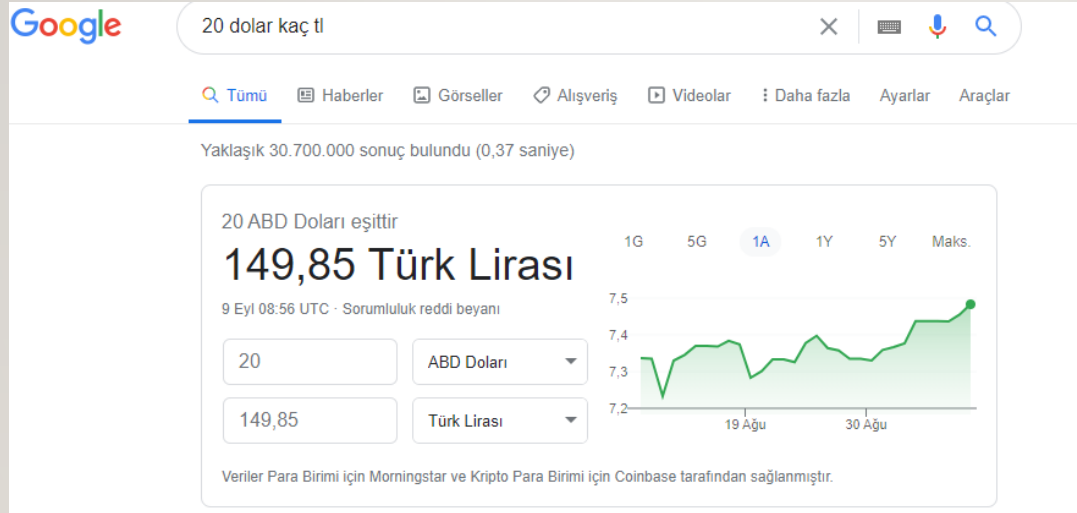 Google
20 dolar kaç tl
Tümü Haberler Görseller Alışveriş Videolar Daha fazla Ayarlar Araçlar
Yaklaşık 30.700.000 sonuç bulundu (0,37 saniye)
20 ABD Doları eşittir
149,85 Türk Lirası
9 Eyl 08:56 UTC · Sorumluluk reddi beyanı
20 ABD Doları
149,85 Türk Lirası
1G 5G 1A 1Y 5Y Maks.
7,5
7,4
7,3
7,2
19 Ağu 30 Ağu
Veriler Para Birimi için Morningstar ve Kripto Para Birimi için Coinbase tarafından sağlanmıştır.